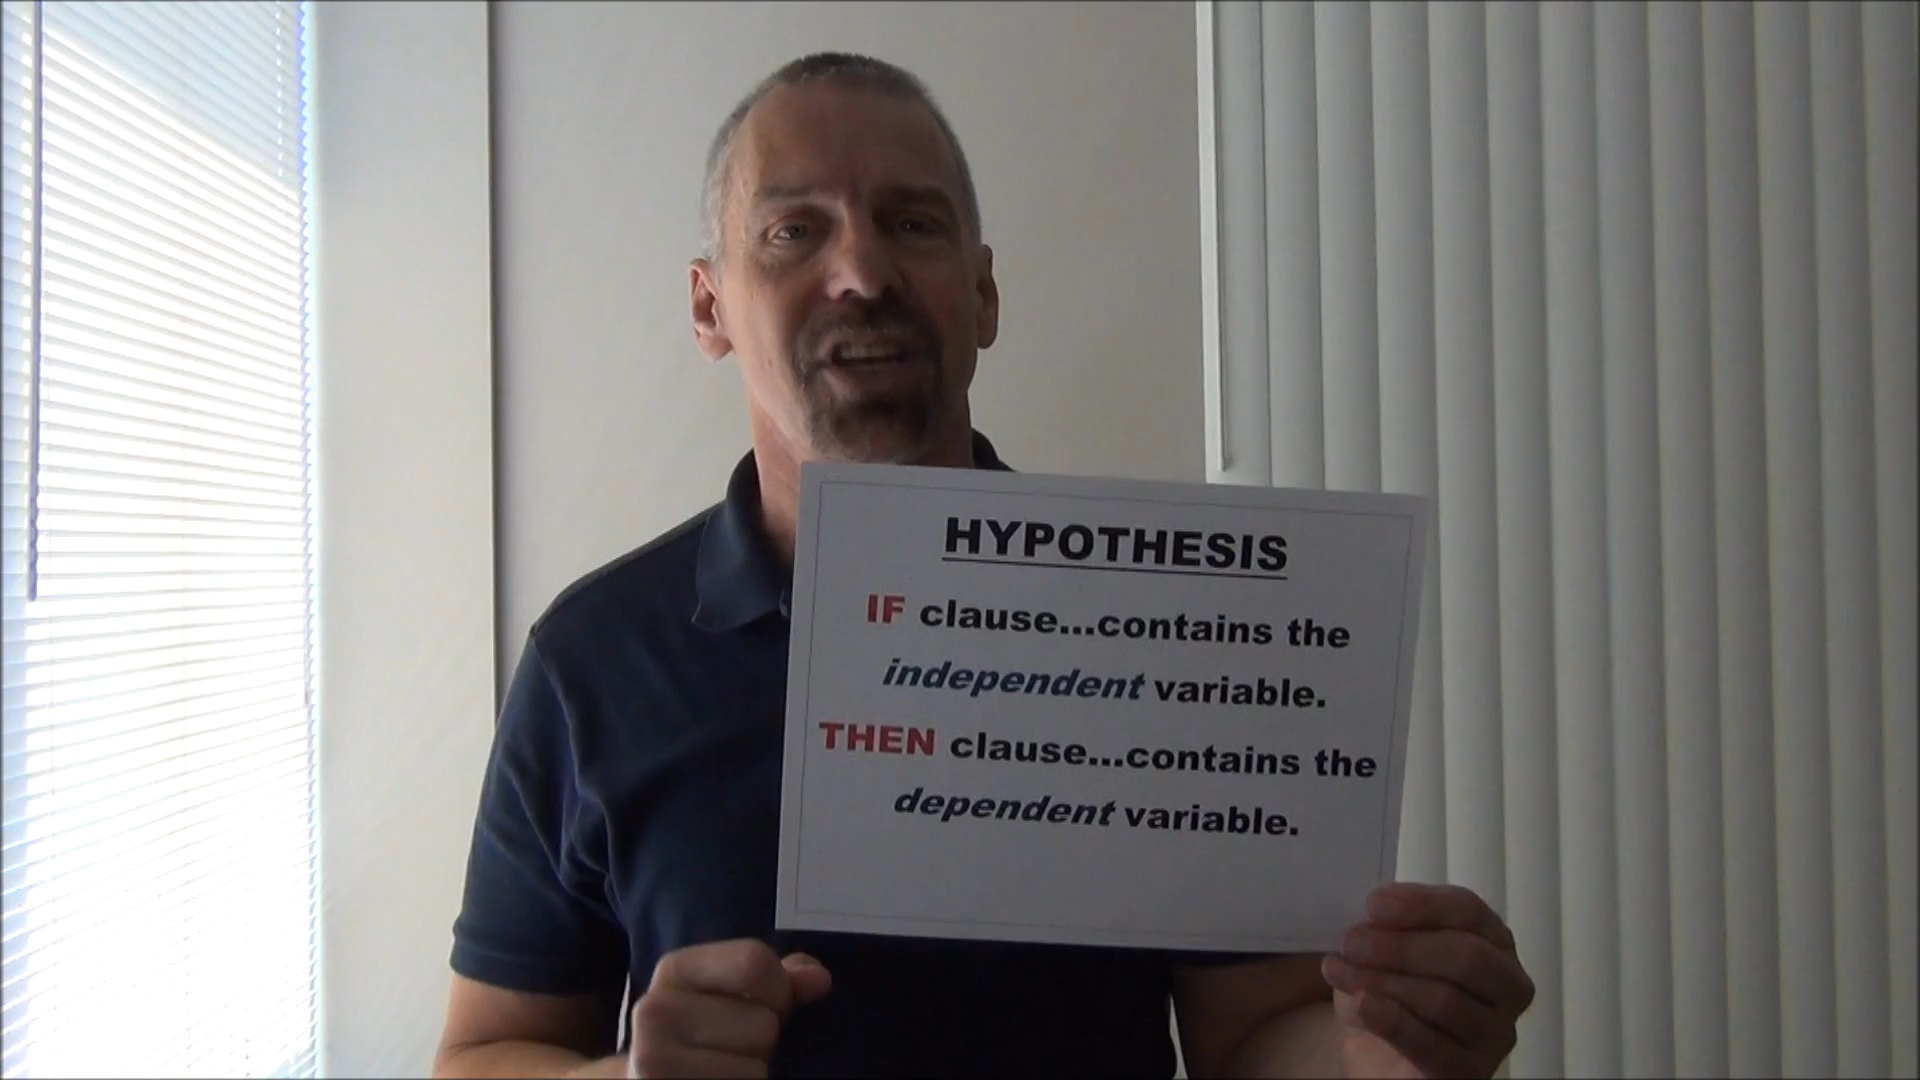 HYPOTHESIS
IF clause...contains the
independent variable.
THEN clause...contains the
dependent variable.